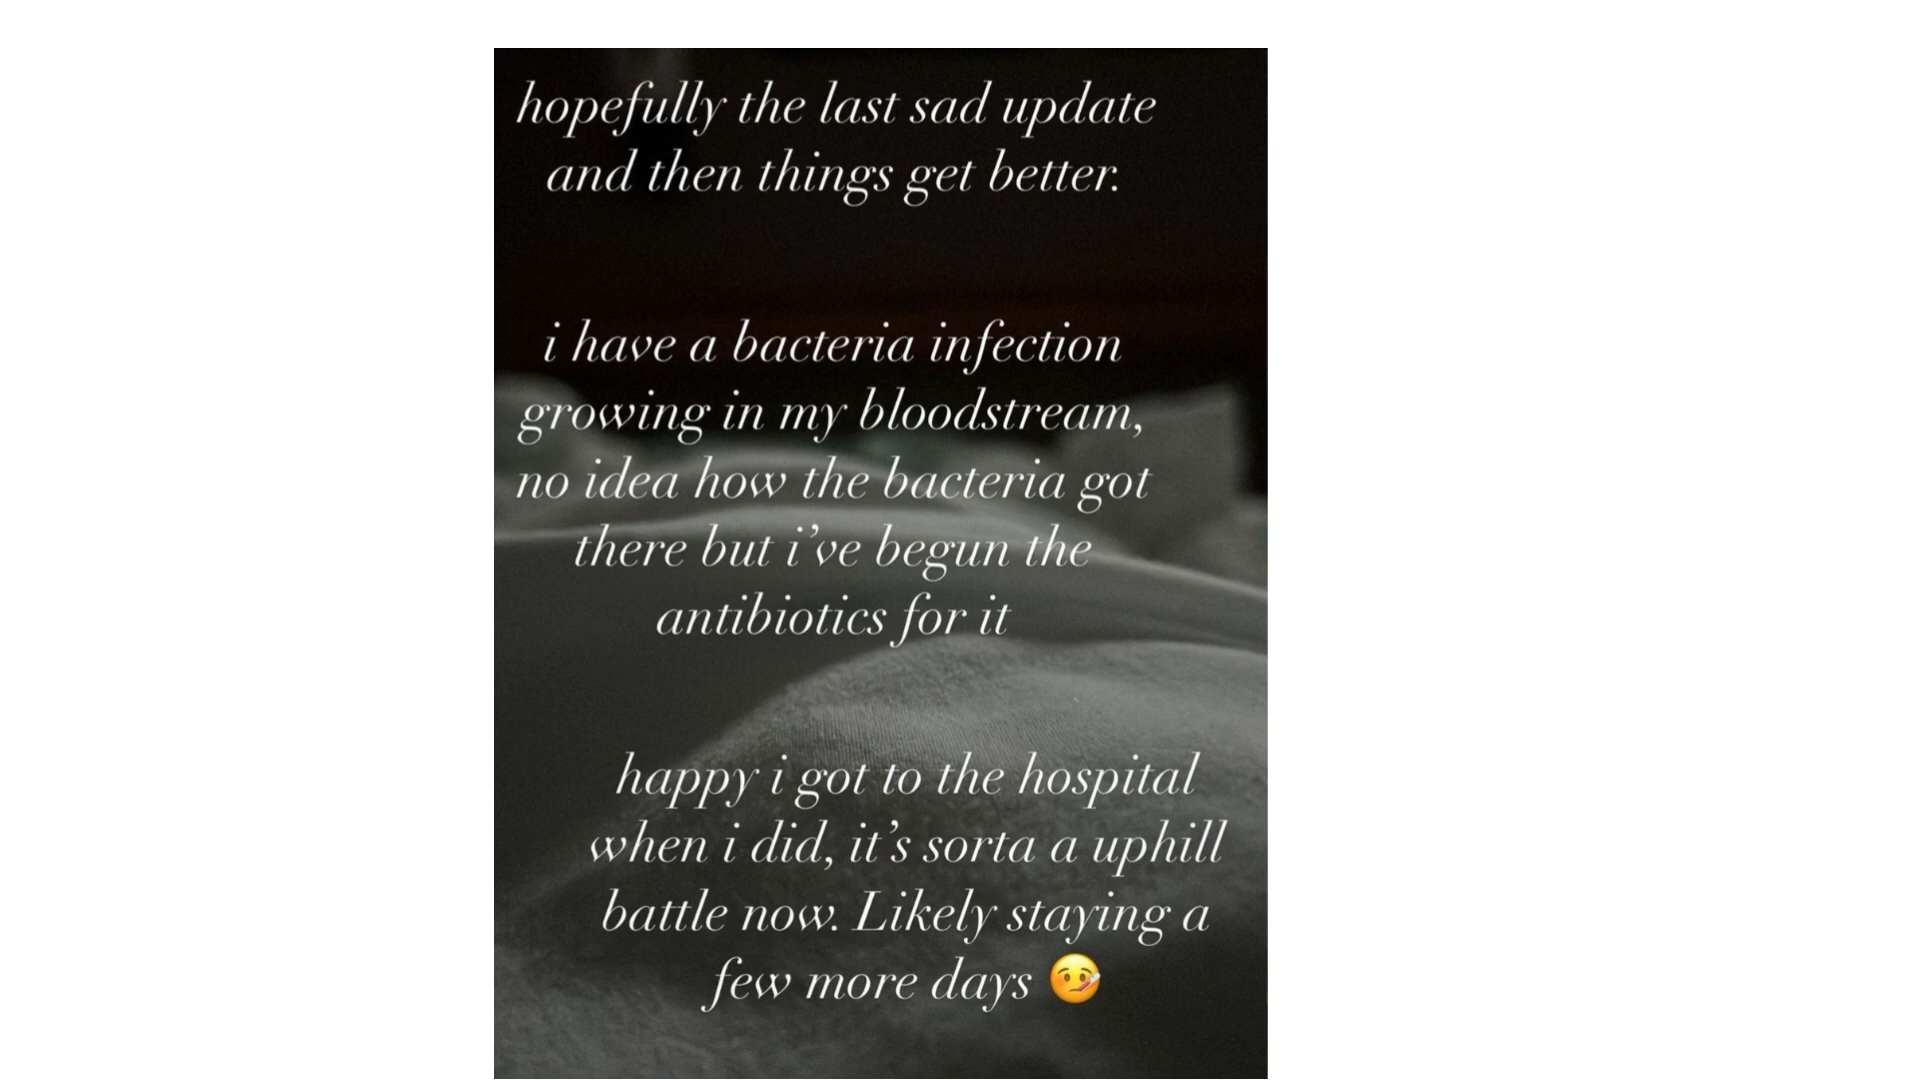 hopefully the last sad update
and then things get better.
i have a bacteria infection
growing in my bloodstream,
no idea how the bacteria got
there but i've begun the
antibiotics for it
happy i got to the hospital
when i did, it's sorta a uphill
battle now. Likely staying a
few more days 🤒